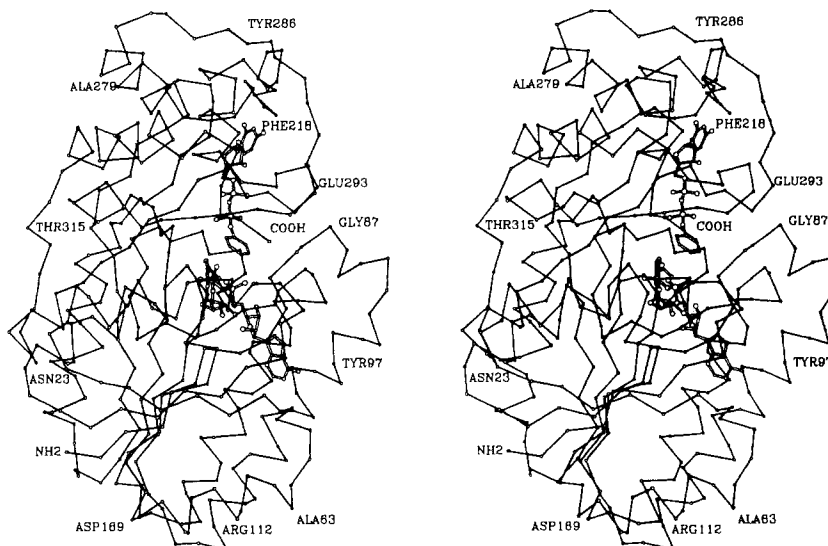 TYR286 TYR286
ALA279 ALA279
PHE218 PHE218
GLU293 GLU293
THR315 COOH GLY87 THR315 COOH GLY87
ASN23 TYR97 ASN23 TYR97
NH2 NH2
ASP169 ARG112 ALA63 ASP169 ARG112 ALA63